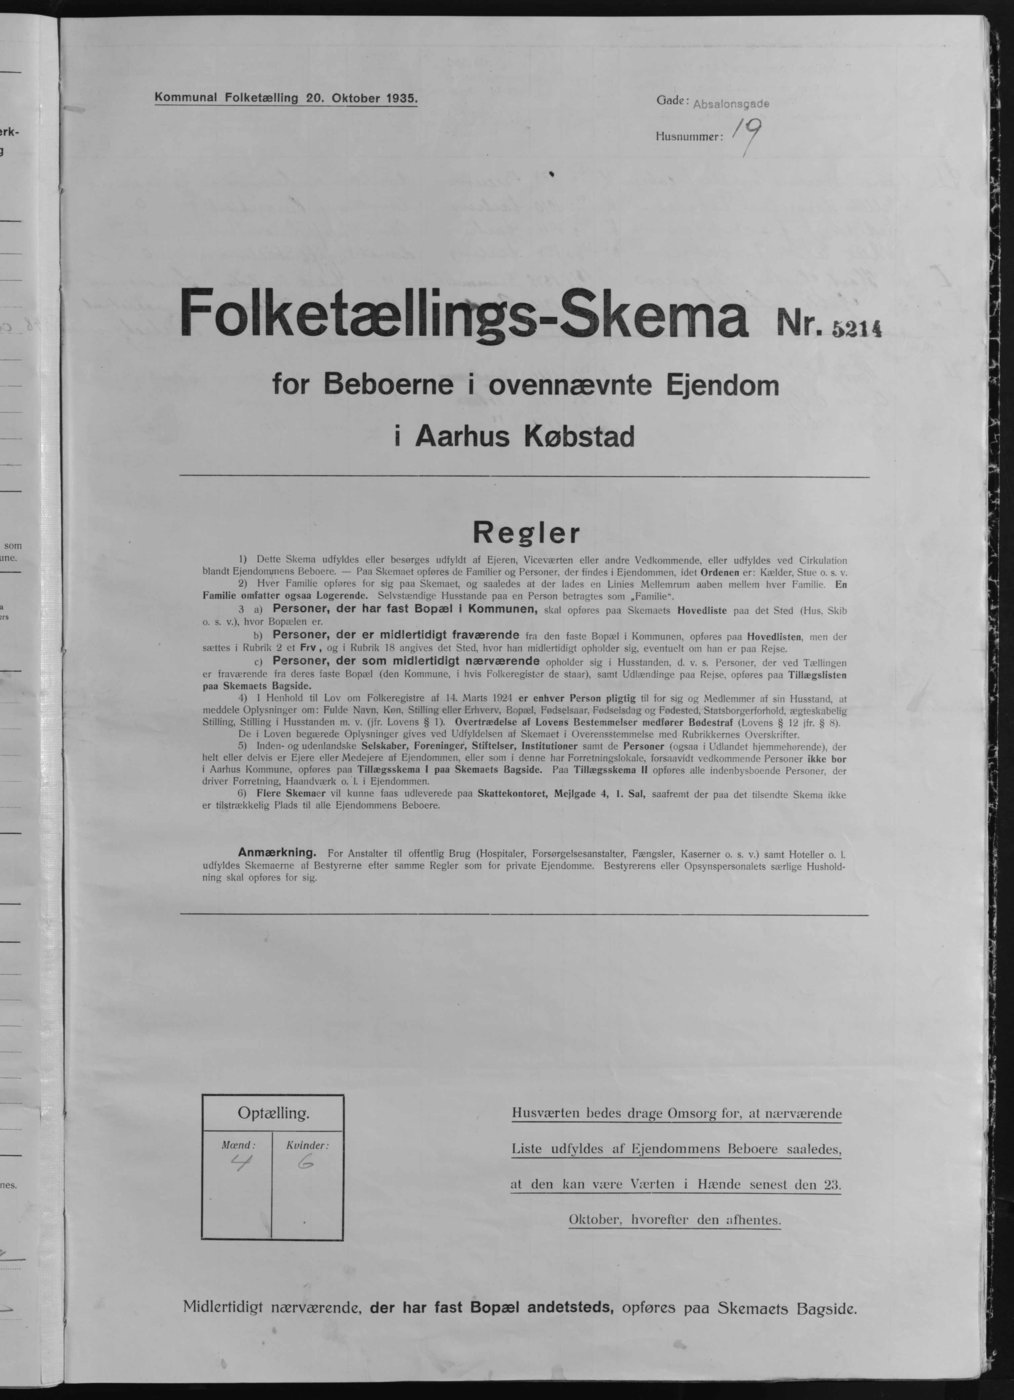 Kommunal Folketælling 20. Oktober 1935.
Gade: Absalonsgade
Husnummer: 19
Folketællings-Skema Nr. 5214
for Beboerne i ovennævnte Ejendom
i Aarhus Købstad
Regler
1) Dette Skema udfyldes eller besørges udfyldt af Ejeren, Viceværten eller andre Vedkommende, eller udfyldes ved Cirkulation
blandt Ejendommens Beboere. — Paa Skemaet opføres de Familier og Personer, der findes i Ejendommen, idet Ordenen er: Kælder, Stue o. s. v.
2) Hver Familie opføres for sig paa Skemaet, og saaledes at der lades en Linies Mellemrum aaben mellem hver Familie. En
Familie omfatter ogsaa Logerende. Selvstændige Husstande paa en Person betragtes som „Familie".
3 a) Personer, der har fast Bopæl i Kommunen, skal opføres paa Skemaets Hovedliste paa det Sted (Hus, Skib
o. s. v.), hvor Bopælen er.
b) Personer, der er midlertidigt fraværende fra den faste Bopæl i Kommunen, opføres paa Hovedlisten, men der
sættes i Rubrik 2 et Frv., og i Rubrik 18 angives det Sted, hvor han midlertidigt opholder sig, eventuelt om han er paa Rejse.
c) Personer, der som midlertidigt nærværende opholder sig i Husstanden, d. v. s. Personer, der ved Tællingen
er fraværende fra deres faste Bopæl (den Kommune, i hvis Folkeregister de staar), samt Udlændinge paa Rejse, opføres paa Tillægslisten
paa Skemaets Bagside.
4) I Henhold til Lov om Folkeregistre af 14. Marts 1924 er enhver Person pligtig til for sig og Medlemmer af sin Husstand, at
meddele Oplysninger om: Fulde Navn, Køn, Stilling eller Erhverv, Bopæl, Fødselsaar, Fødselsdag og Fødested, Statsborgerforhold, ægteskabelig
Stilling, Stilling i Husstanden m. v. (jfr. Lovens § 1). Overtrædelse af Lovens Bestemmelser medfører Bødestraf (Lovens § 12 jfr. § 8).
De i Loven begærede Oplysninger gives ved Udfyldelsen af Skemaet i Overensstemmelse med Rubrikkernes Overskrifter.
5) Inden- og udenlandske Selskaber, Foreninger, Stiftelser, Institutioner samt de Personer (ogsaa i Udlandet hjemmehørende), der
helt eller delvis er Ejere eller Medejere af Ejendommen, eller som i denne har Forretningslokale, forsaavidt vedkommende Personer ikke bor
i Aarhus Kommune, opføres paa Tillægsskema I paa Skemaets Bagside. Paa Tillægsskema II opføres alle indenbysboende Personer, der
driver Forretning, Haandværk o. l. i Ejendommen.
6) Flere Skemaer vil kunne faas udleverede paa Skattekontoret, Mejlgade 4, 1. Sal, saafremt der paa det tilsendte Skema ikke
er tilstrækkelig Plads til alle Ejendommens Beboere.
Anmærkning. For Anstalter til offentlig Brug (Hospitaler, Forsørgelsesanstalter, Fængsler, Kaserner o. s. v.) samt Hoteller o. l.
udfyldes Skemaerne af Bestyrerne efter samme Regler som for private Ejendomme. Bestyrerens eller Opsynspersonalets særlige Hushold-
ning skal opføres for sig.
Optælling.
Mænd: Kvinder:
4 6
Husværten bedes drage Omsorg for, at nærværende
Liste udfyldes af Ejendommens Beboere saaledes,
at den kan være Værten i Hænde senest den 23.
Oktober, hvorefter den afhentes.
Midlertidigt nærværende, der har fast Bopæl andetsteds, opføres paa Skemaets Bagside.